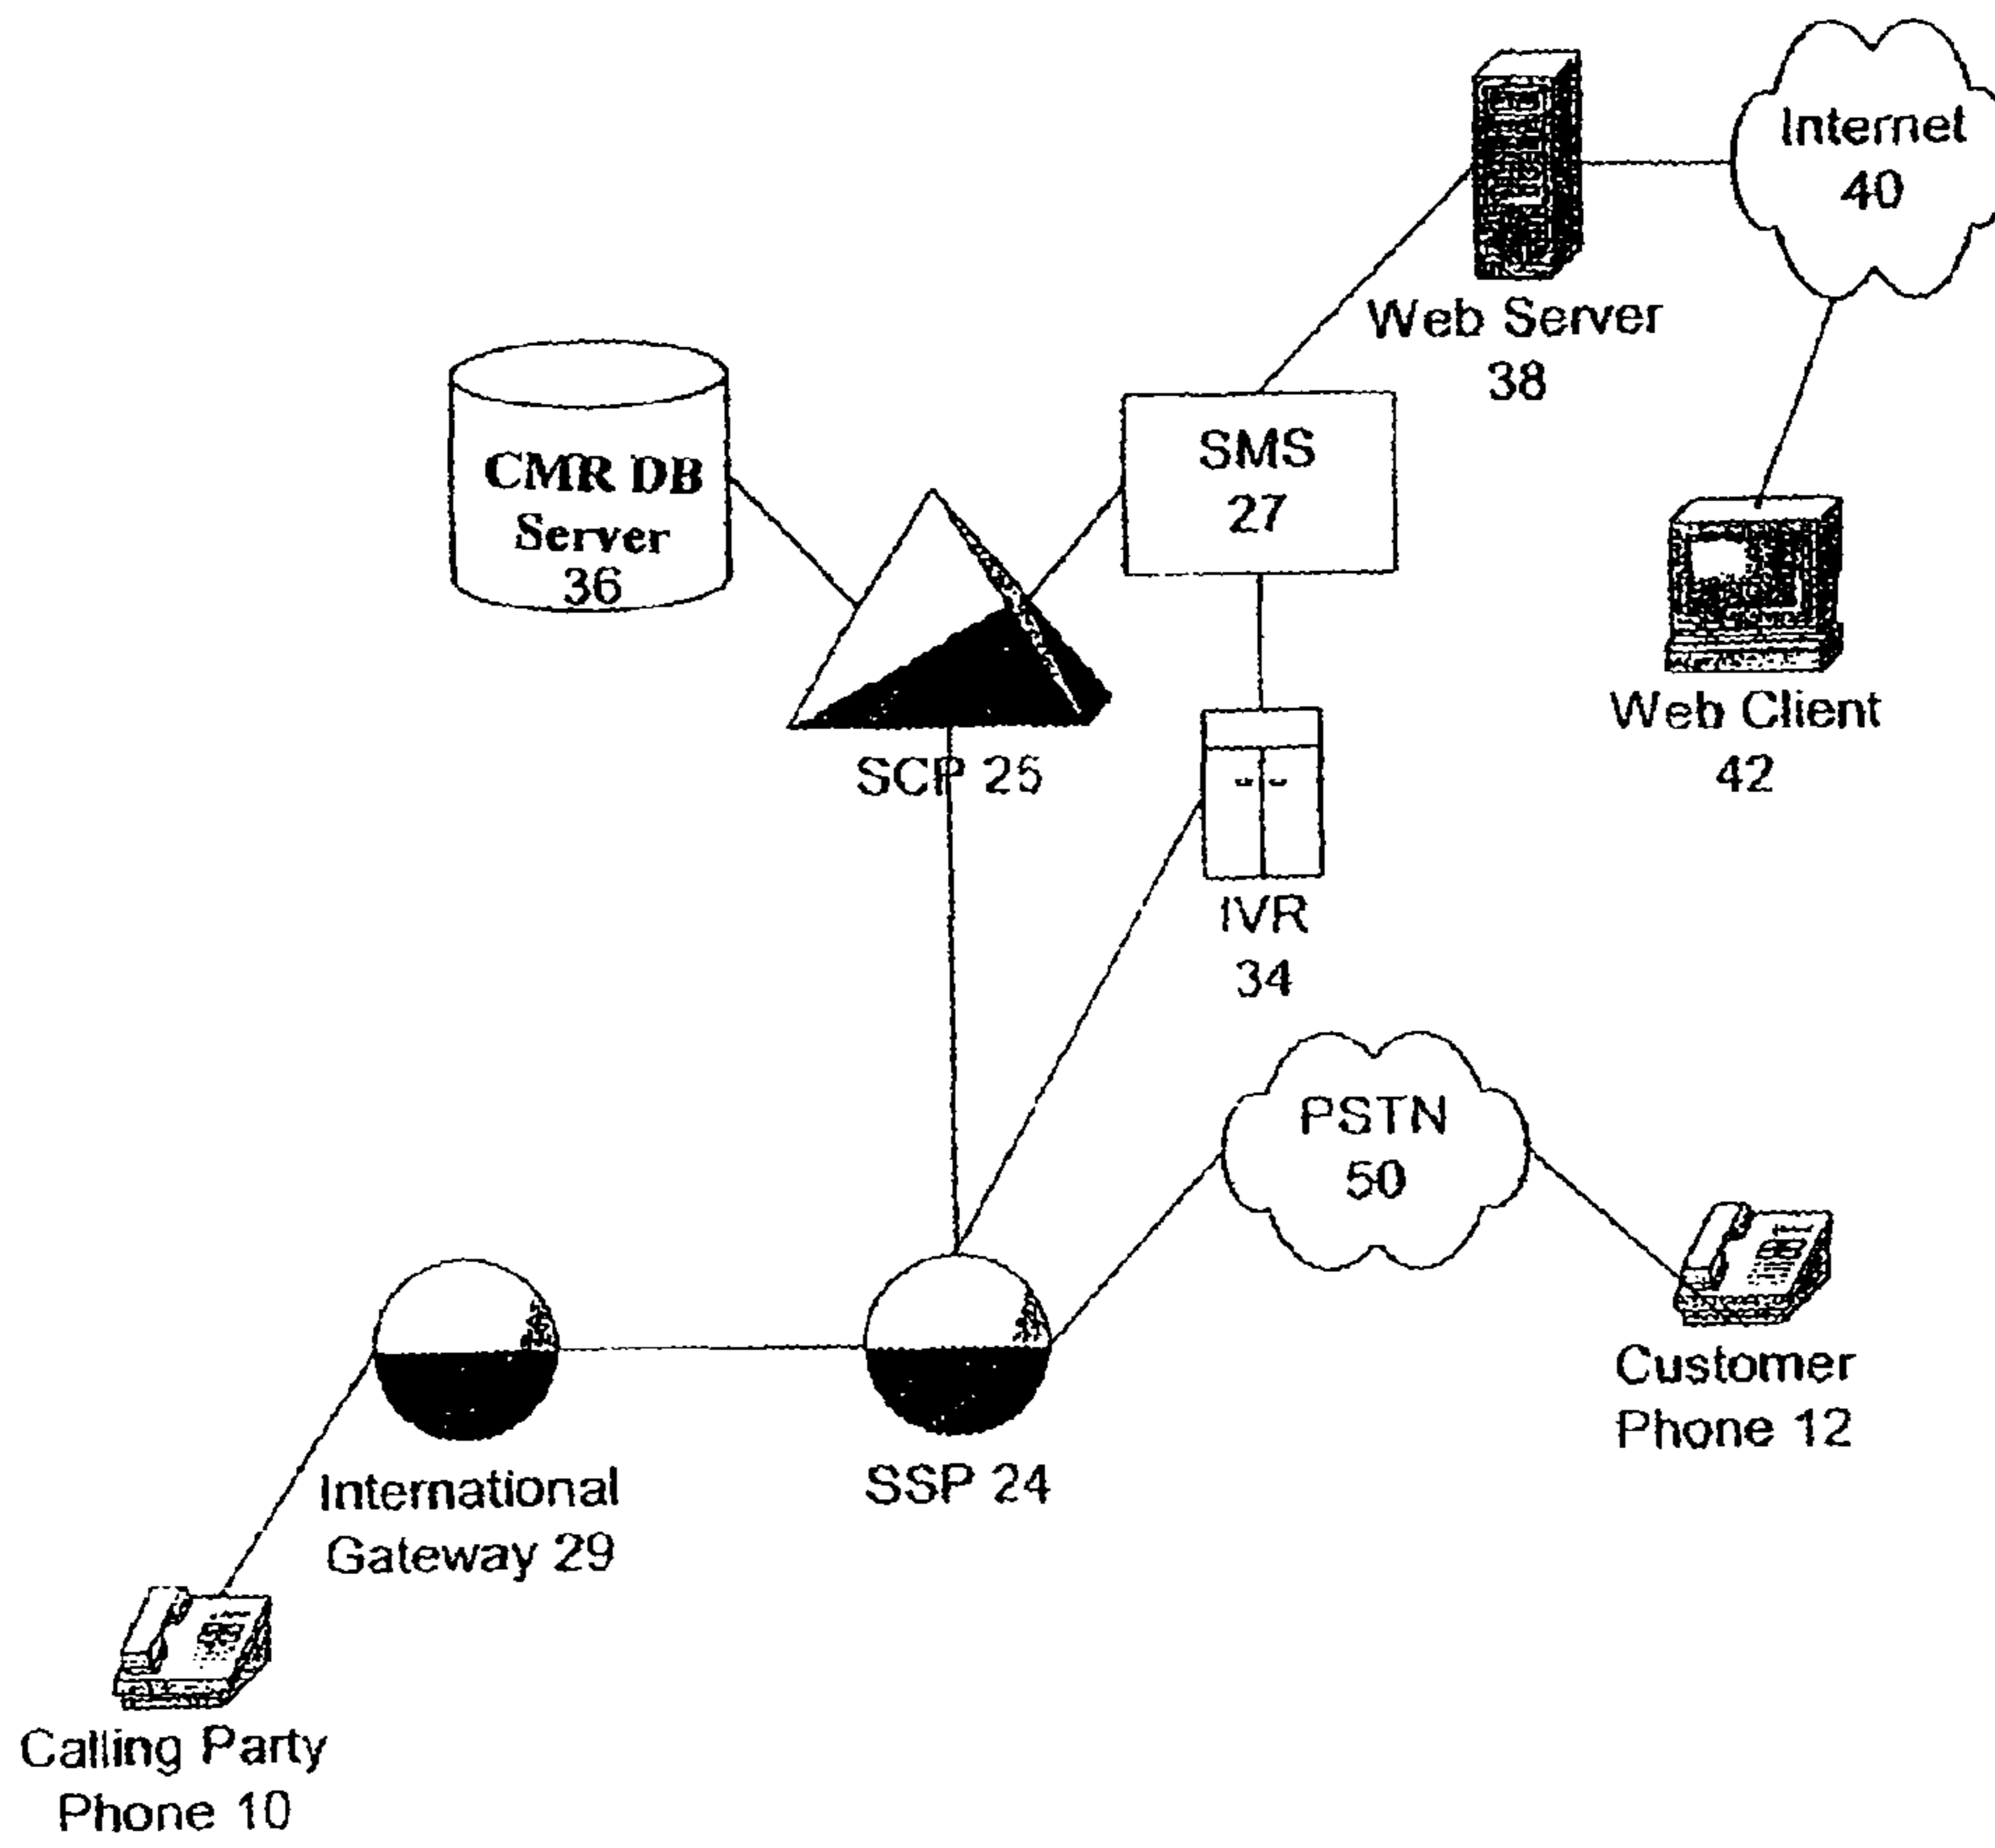 Internet
40
Web Server
38
CMR DB
Server
36
SMS
27
Web Client
42
SCP 25
IVR
34
PSTN
50
Customer
Phone 12
International
Gateway 29
SSP 24
Calling Party
Phone 10